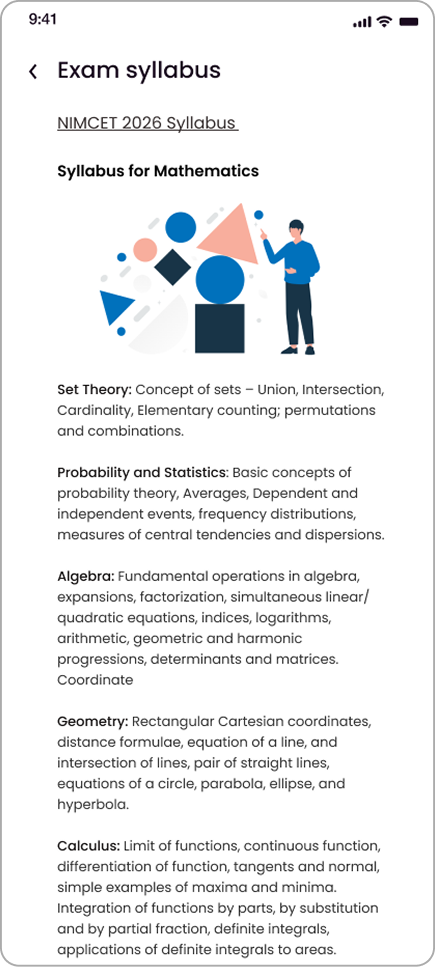 9:41
Exam syllabus
NIMCET 2026 Syllabus
Syllabus for Mathematics
Set Theory: Concept of sets – Union, Intersection,
Cardinality, Elementary counting; permutations
and combinations.
Probability and Statistics: Basic concepts of
probability theory, Averages, Dependent and
independent events, frequency distributions,
measures of central tendencies and dispersions.
Algebra: Fundamental operations in algebra,
expansions, factorization, simultaneous linear/
quadratic equations, indices, logarithms,
arithmetic, geometric and harmonic
progressions, determinants and matrices.
Coordinate
Geometry: Rectangular Cartesian coordinates,
distance formulae, equation of a line, and
intersection of lines, pair of straight lines,
equations of a circle, parabola, ellipse, and
hyperbola.
Calculus: Limit of functions, continuous function,
differentiation of function, tangents and normal,
simple examples of maxima and minima.
Integration of functions by parts, by substitution
and by partial fraction, definite integrals,
applications of definite integrals to areas.